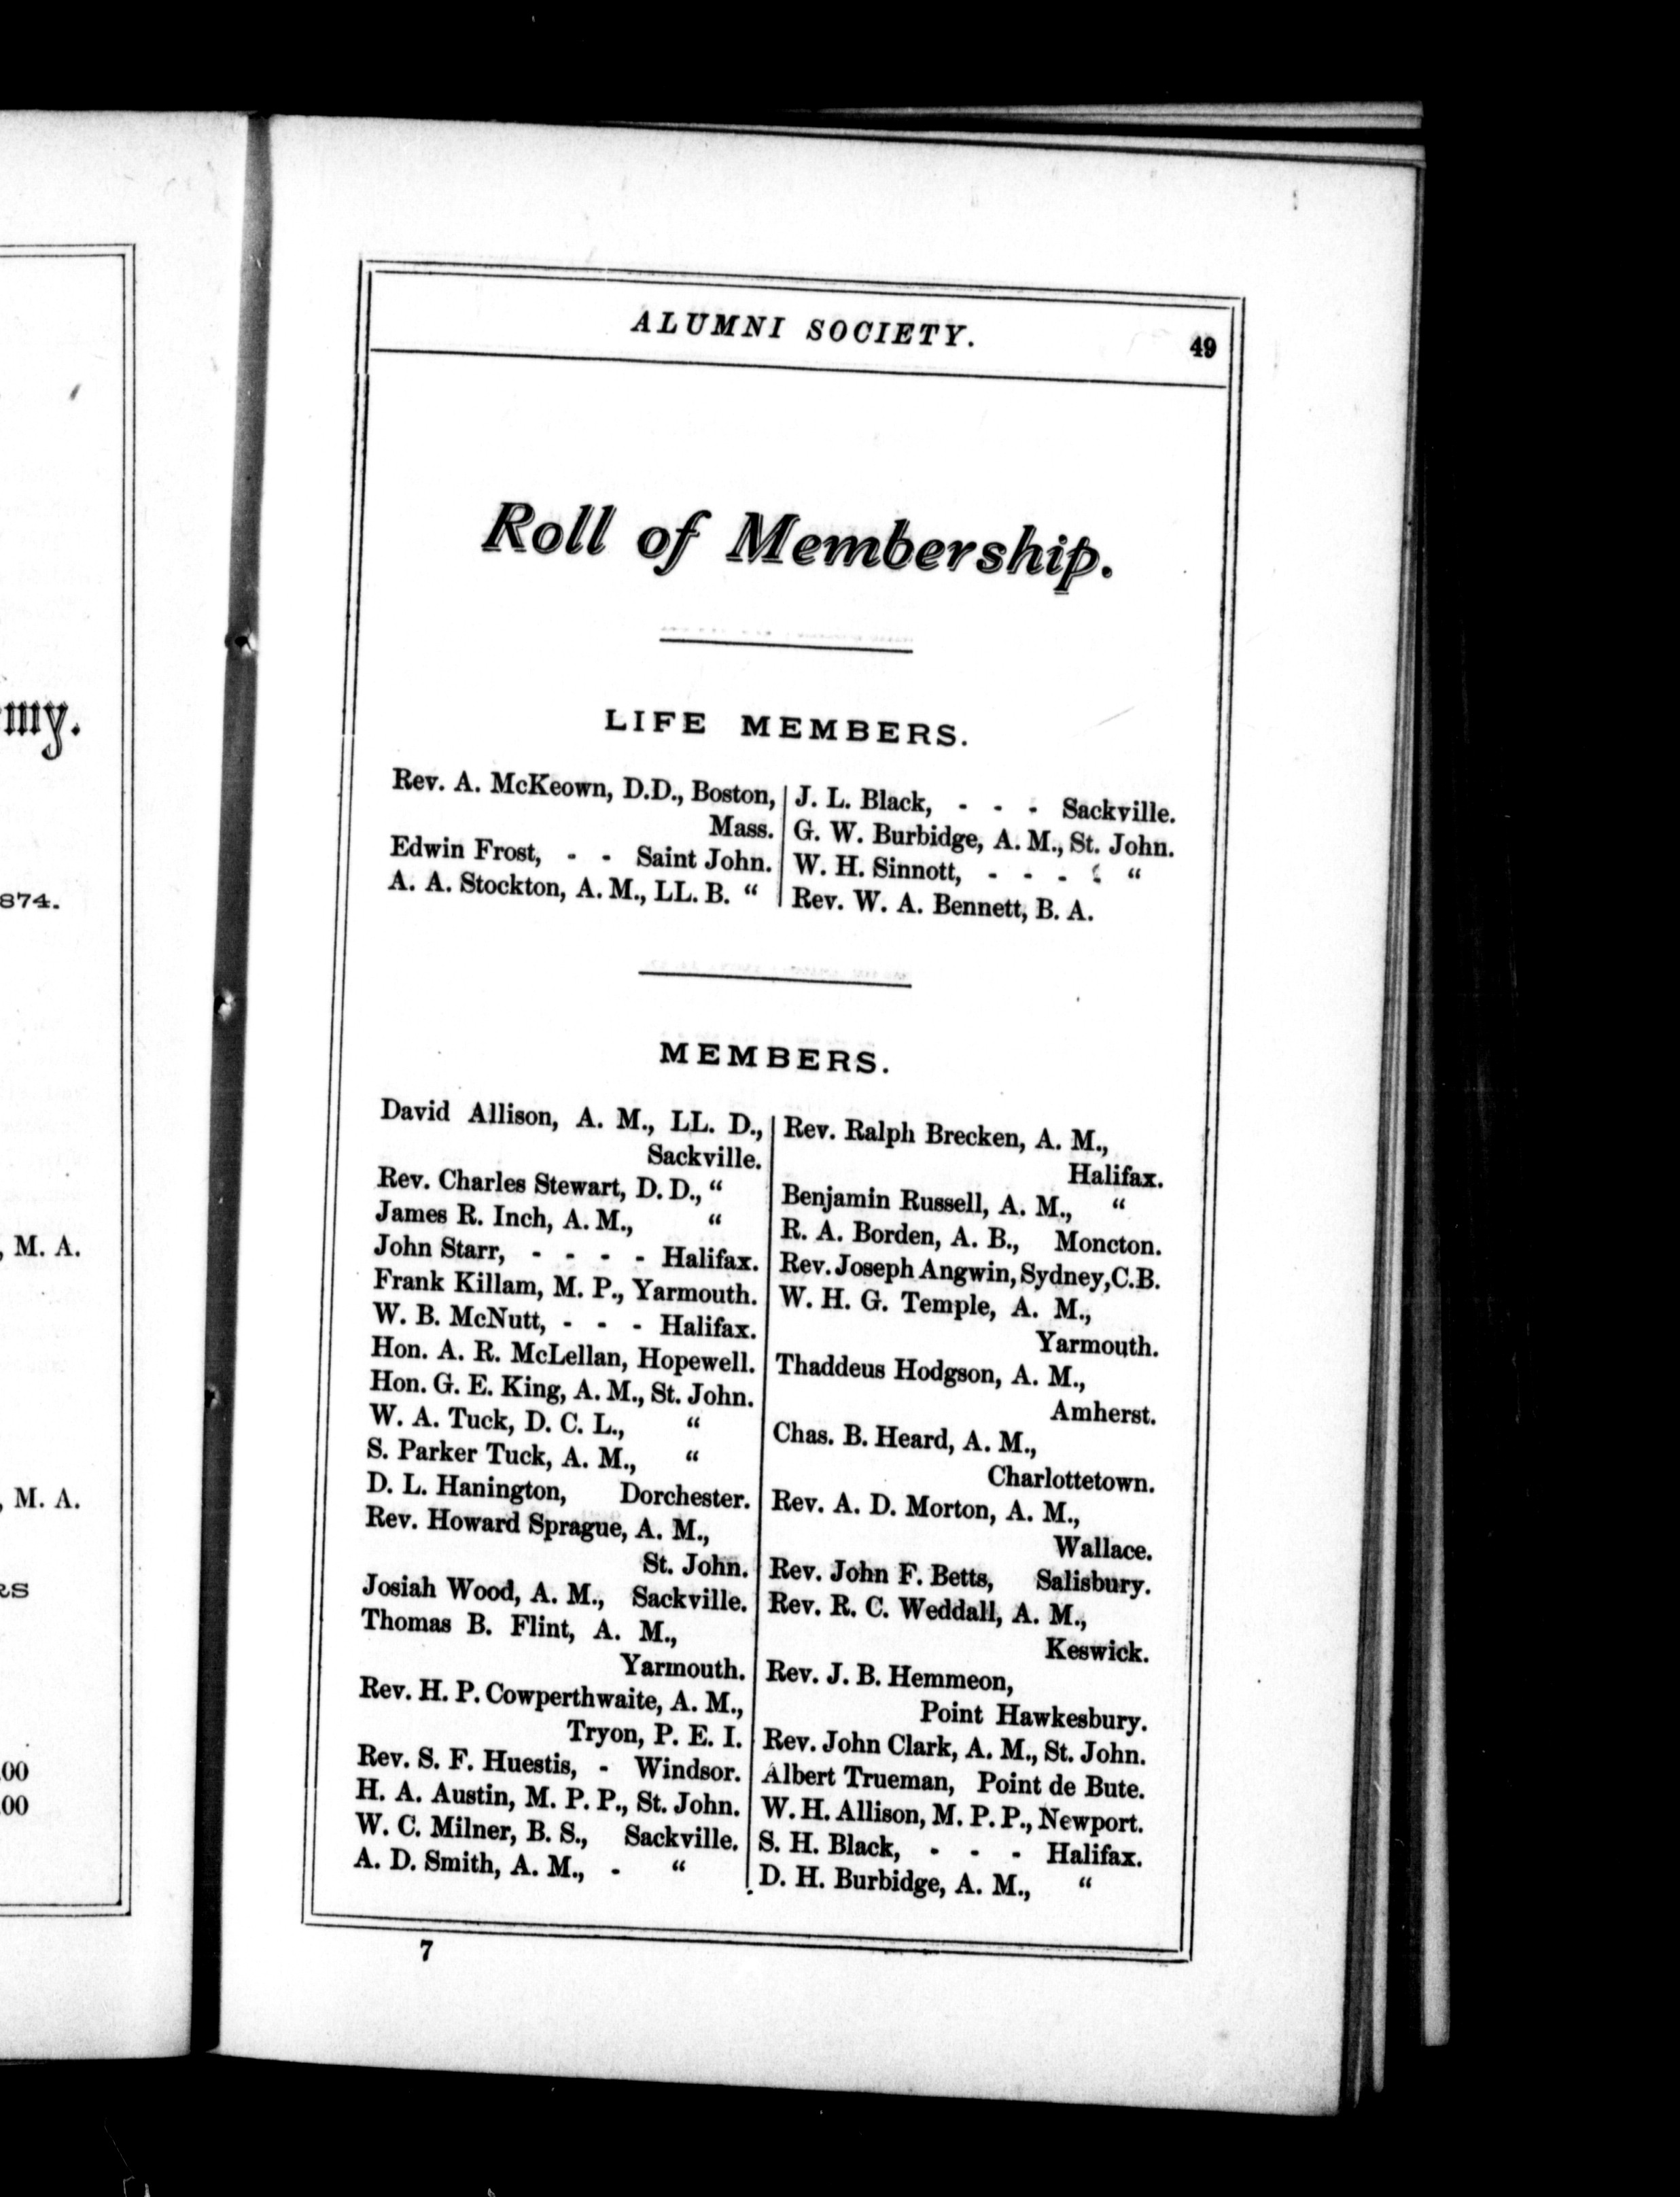 my.
874.
, M. A.
, M. A.
RS
.00
.00
ALUMNI SOCIETY. 49
Roll of Membership.
LIFE MEMBERS.
Rev. A. McKeown, D.D., Boston,
Mass.
Edwin Frost, - - Saint John.
A. A. Stockton, A. M., LL. B. "
J. L. Black, - - - Sackville.
G. W. Burbidge, A. M., St. John.
W. H. Sinnott, - - - - "
Rev. W. A. Bennett, B. A.
MEMBERS.
David Allison, A. M., LL. D.,
Sackville.
Rev. Charles Stewart, D. D., "
James R. Inch, A. M., "
John Starr, - - - - Halifax.
Frank Killam, M. P., Yarmouth.
W. B. McNutt, - - - Halifax.
Hon. A. R. McLellan, Hopewell.
Hon. G. E. King, A. M., St. John.
W. A. Tuck, D. C. L., "
S. Parker Tuck, A. M., "
D. L. Hanington, Dorchester.
Rev. Howard Sprague, A. M.,
St. John.
Josiah Wood, A. M., Sackville.
Thomas B. Flint, A. M.,
Yarmouth.
Rev. H. P. Cowperthwaite, A. M.,
Tryon, P. E. I.
Rev. S. F. Huestis, - Windsor.
H. A. Austin, M. P. P., St. John.
W. C. Milner, B. S., Sackville.
A. D. Smith, A. M., - "
Rev. Ralph Brecken, A. M.,
Halifax.
Benjamin Russell, A. M., "
R. A. Borden, A. B., Moncton.
Rev. Joseph Angwin, Sydney, C.B.
W. H. G. Temple, A. M.,
Yarmouth.
Thaddeus Hodgson, A. M.,
Amherst.
Chas. B. Heard, A. M.,
Charlottetown.
Rev. A. D. Morton, A. M.,
Wallace.
Rev. John F. Betts, Salisbury.
Rev. R. C. Weddall, A. M.,
Keswick.
Rev. J. B. Hemmeon,
Point Hawkesbury.
Rev. John Clark, A. M., St. John.
Albert Trueman, Point de Bute.
W. H. Allison, M. P. P., Newport.
S. H. Black, - - - Halifax.
D. H. Burbidge, A. M., "
7